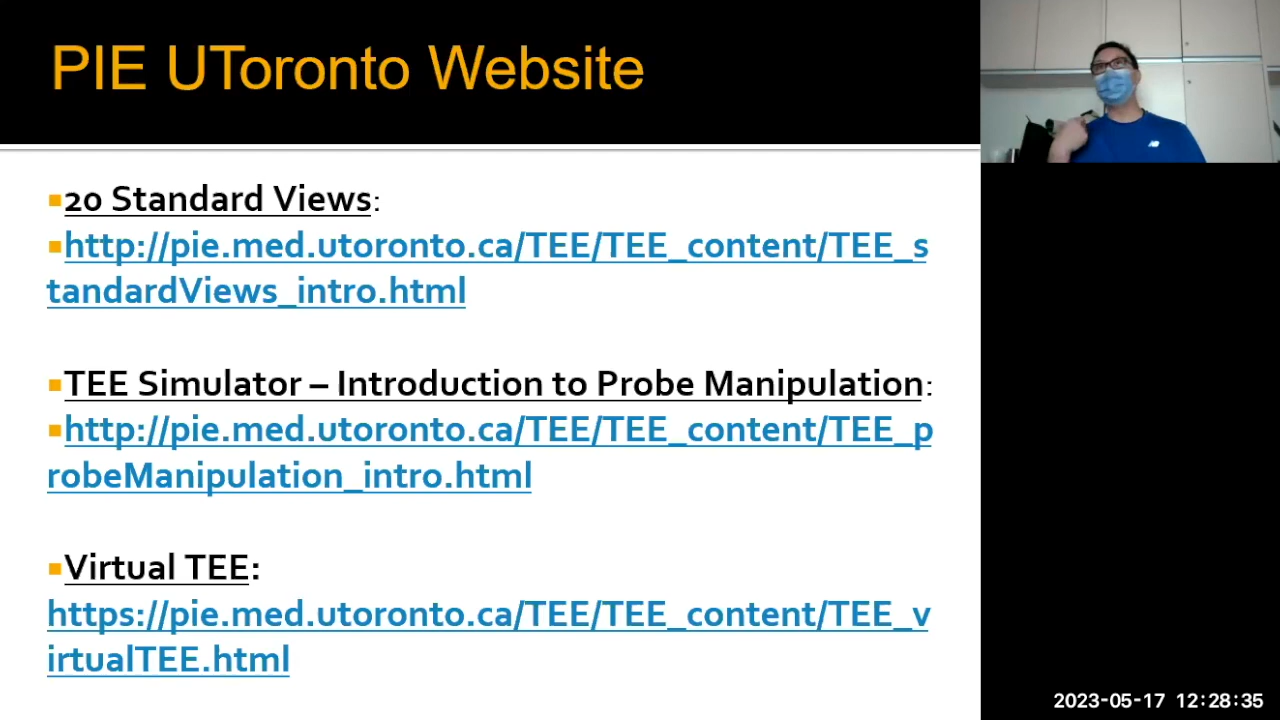 PIE UToronto Website
20 Standard Views:
http://pie.med.utoronto.ca/TEE/TEE_content/TEE_s
tandardViews_intro.html
TEE Simulator – Introduction to Probe Manipulation:
http://pie.med.utoronto.ca/TEE/TEE_content/TEE_p
robeManipulation_intro.html
Virtual TEE:
https://pie.med.utoronto.ca/TEE/TEE_content/TEE_v
irtualTEE.html
2023-05-17 12:28:35